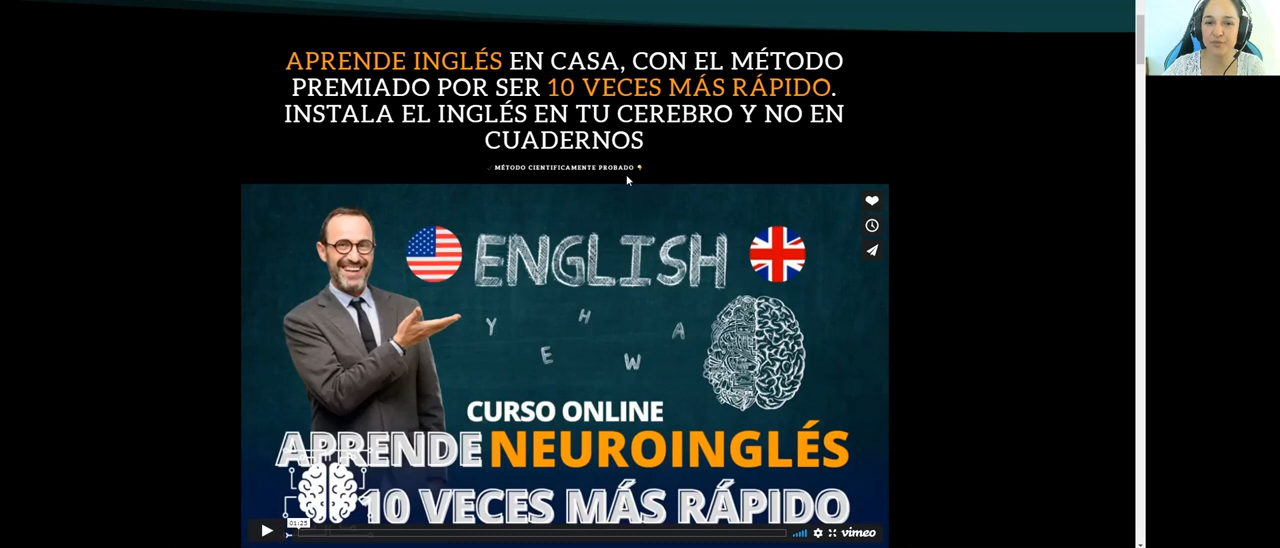 APRENDE INGLÉS EN CASA, CON EL MÉTODO
PREMIADO POR SER 10 VECES MÁS RÁPIDO.
INSTALA EL INGLÉS EN TU CEREBRO Y NO EN
CUADERNOS
MÉTODO CIENTIFICAMENTE PROBADO
ENGLISH
Y H A
E W
CURSO ONLINE
APRENDE NEUROINGLÉS
10 VECES MÁS RÁPIDO
01:25
vimeo